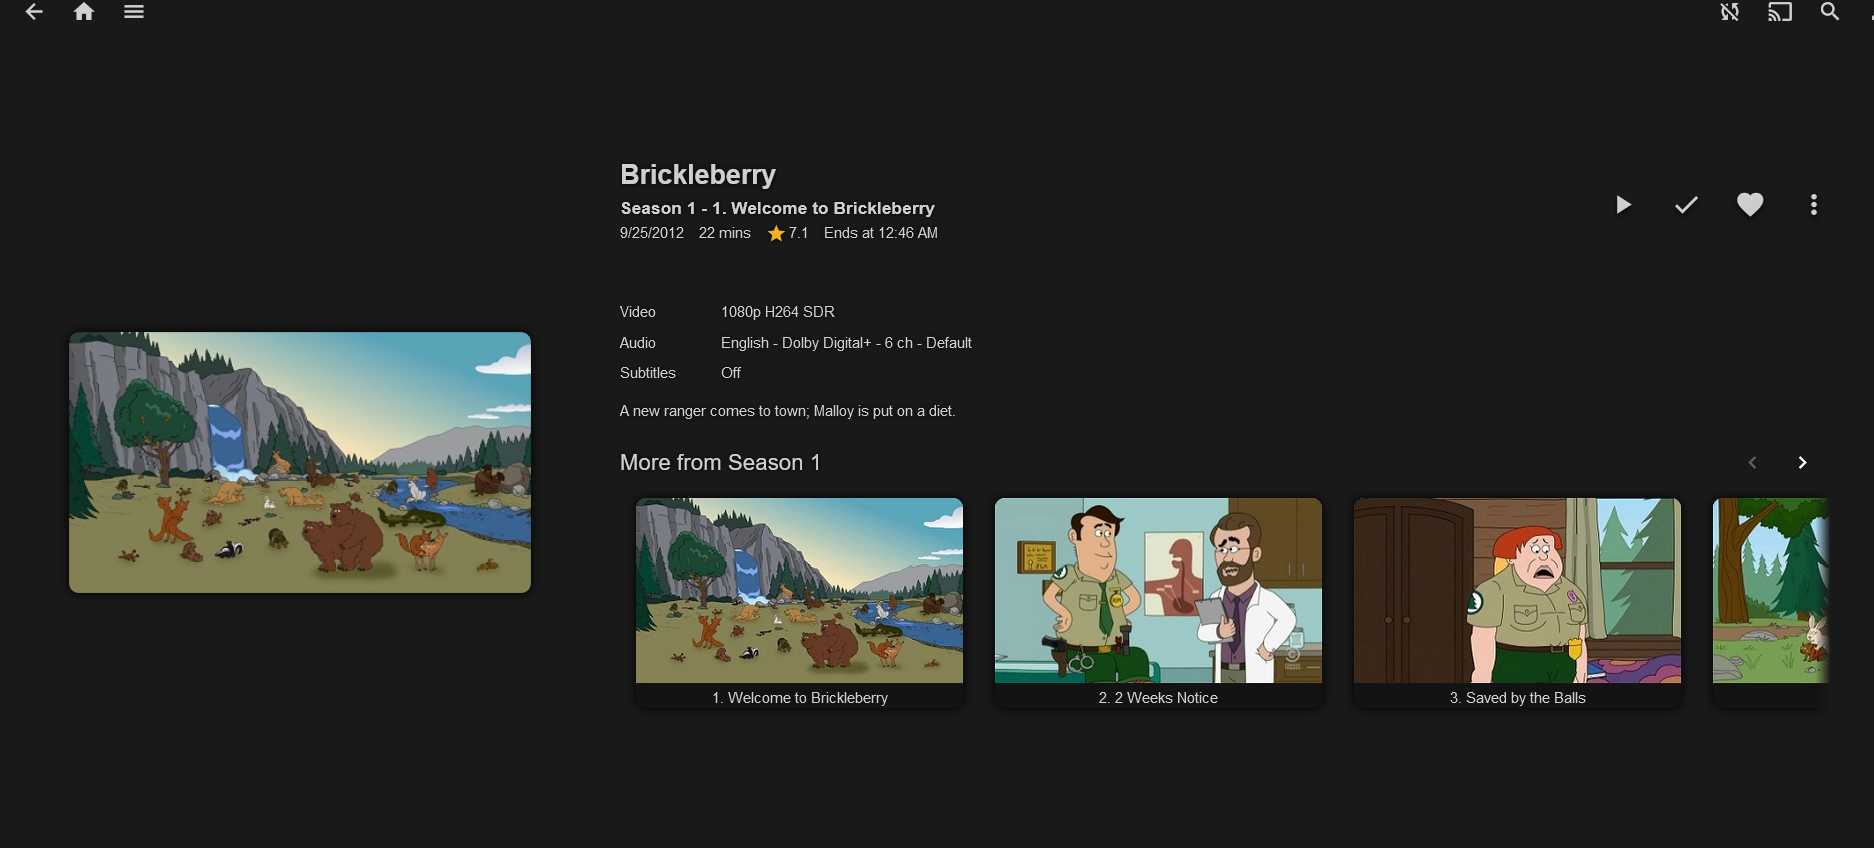 Brickleberry
Season 1 - 1. Welcome to Brickleberry
9/25/2012 22 mins 7.1 Ends at 12:46 AM
Video 1080p H264 SDR
Audio English - Dolby Digital+ - 6 ch - Default
Subtitles Off
A new ranger comes to town; Malloy is put on a diet.
More from Season 1
1. Welcome to Brickleberry
2. 2 Weeks Notice
3. Saved by the Balls